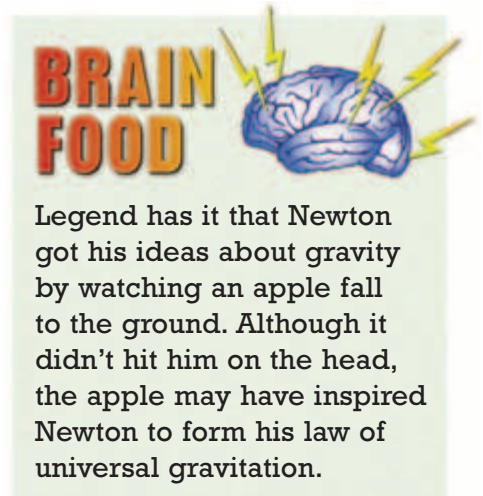 BRAIN
FOOD
Legend has it that Newton
got his ideas about gravity
by watching an apple fall
to the ground. Although it
didn’t hit him on the head,
the apple may have inspired
Newton to form his law of
universal gravitation.